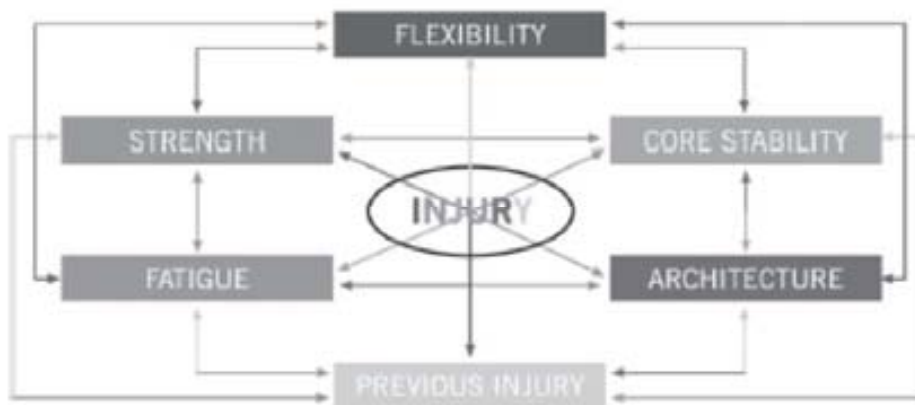 FLEXIBILITY
STRENGTH
CORE STABILITY
INJURY
FATIGUE
ARCHITECTURE
PREVIOUS INJURY